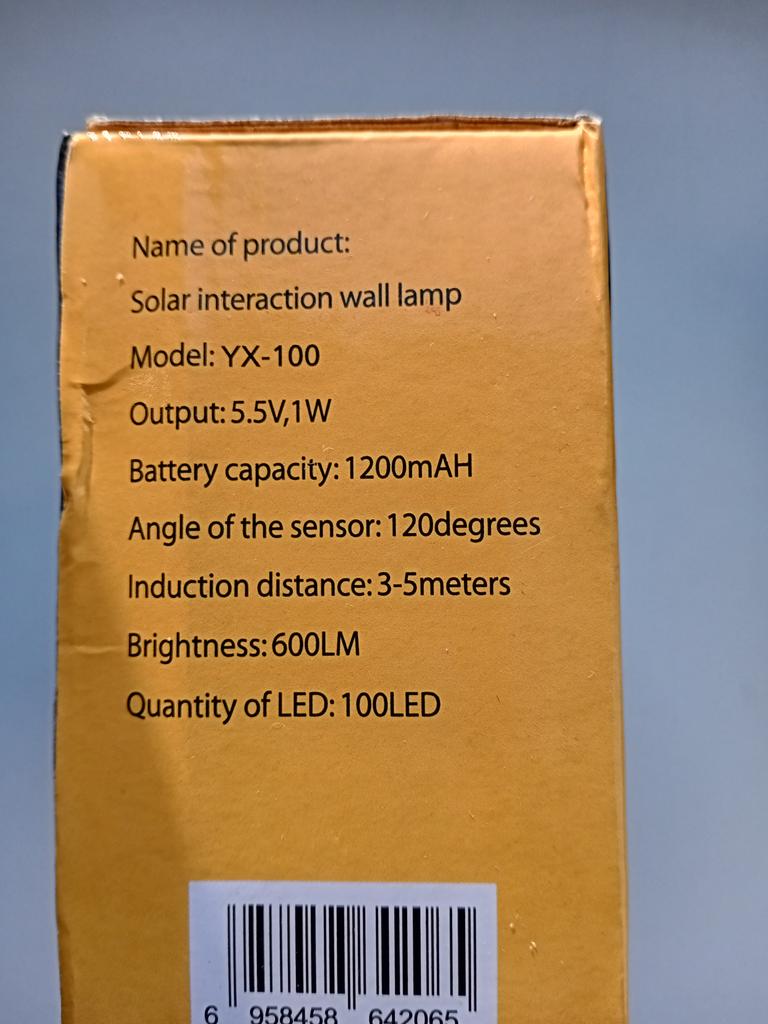 Name of product:
Solar interaction wall lamp
Model: YX-100
Output: 5.5V,1W
Battery capacity: 1200mAH
Angle of the sensor: 120degrees
Induction distance: 3-5meters
Brightness: 600LM
Quantity of LED: 100LED
6 958458 642065